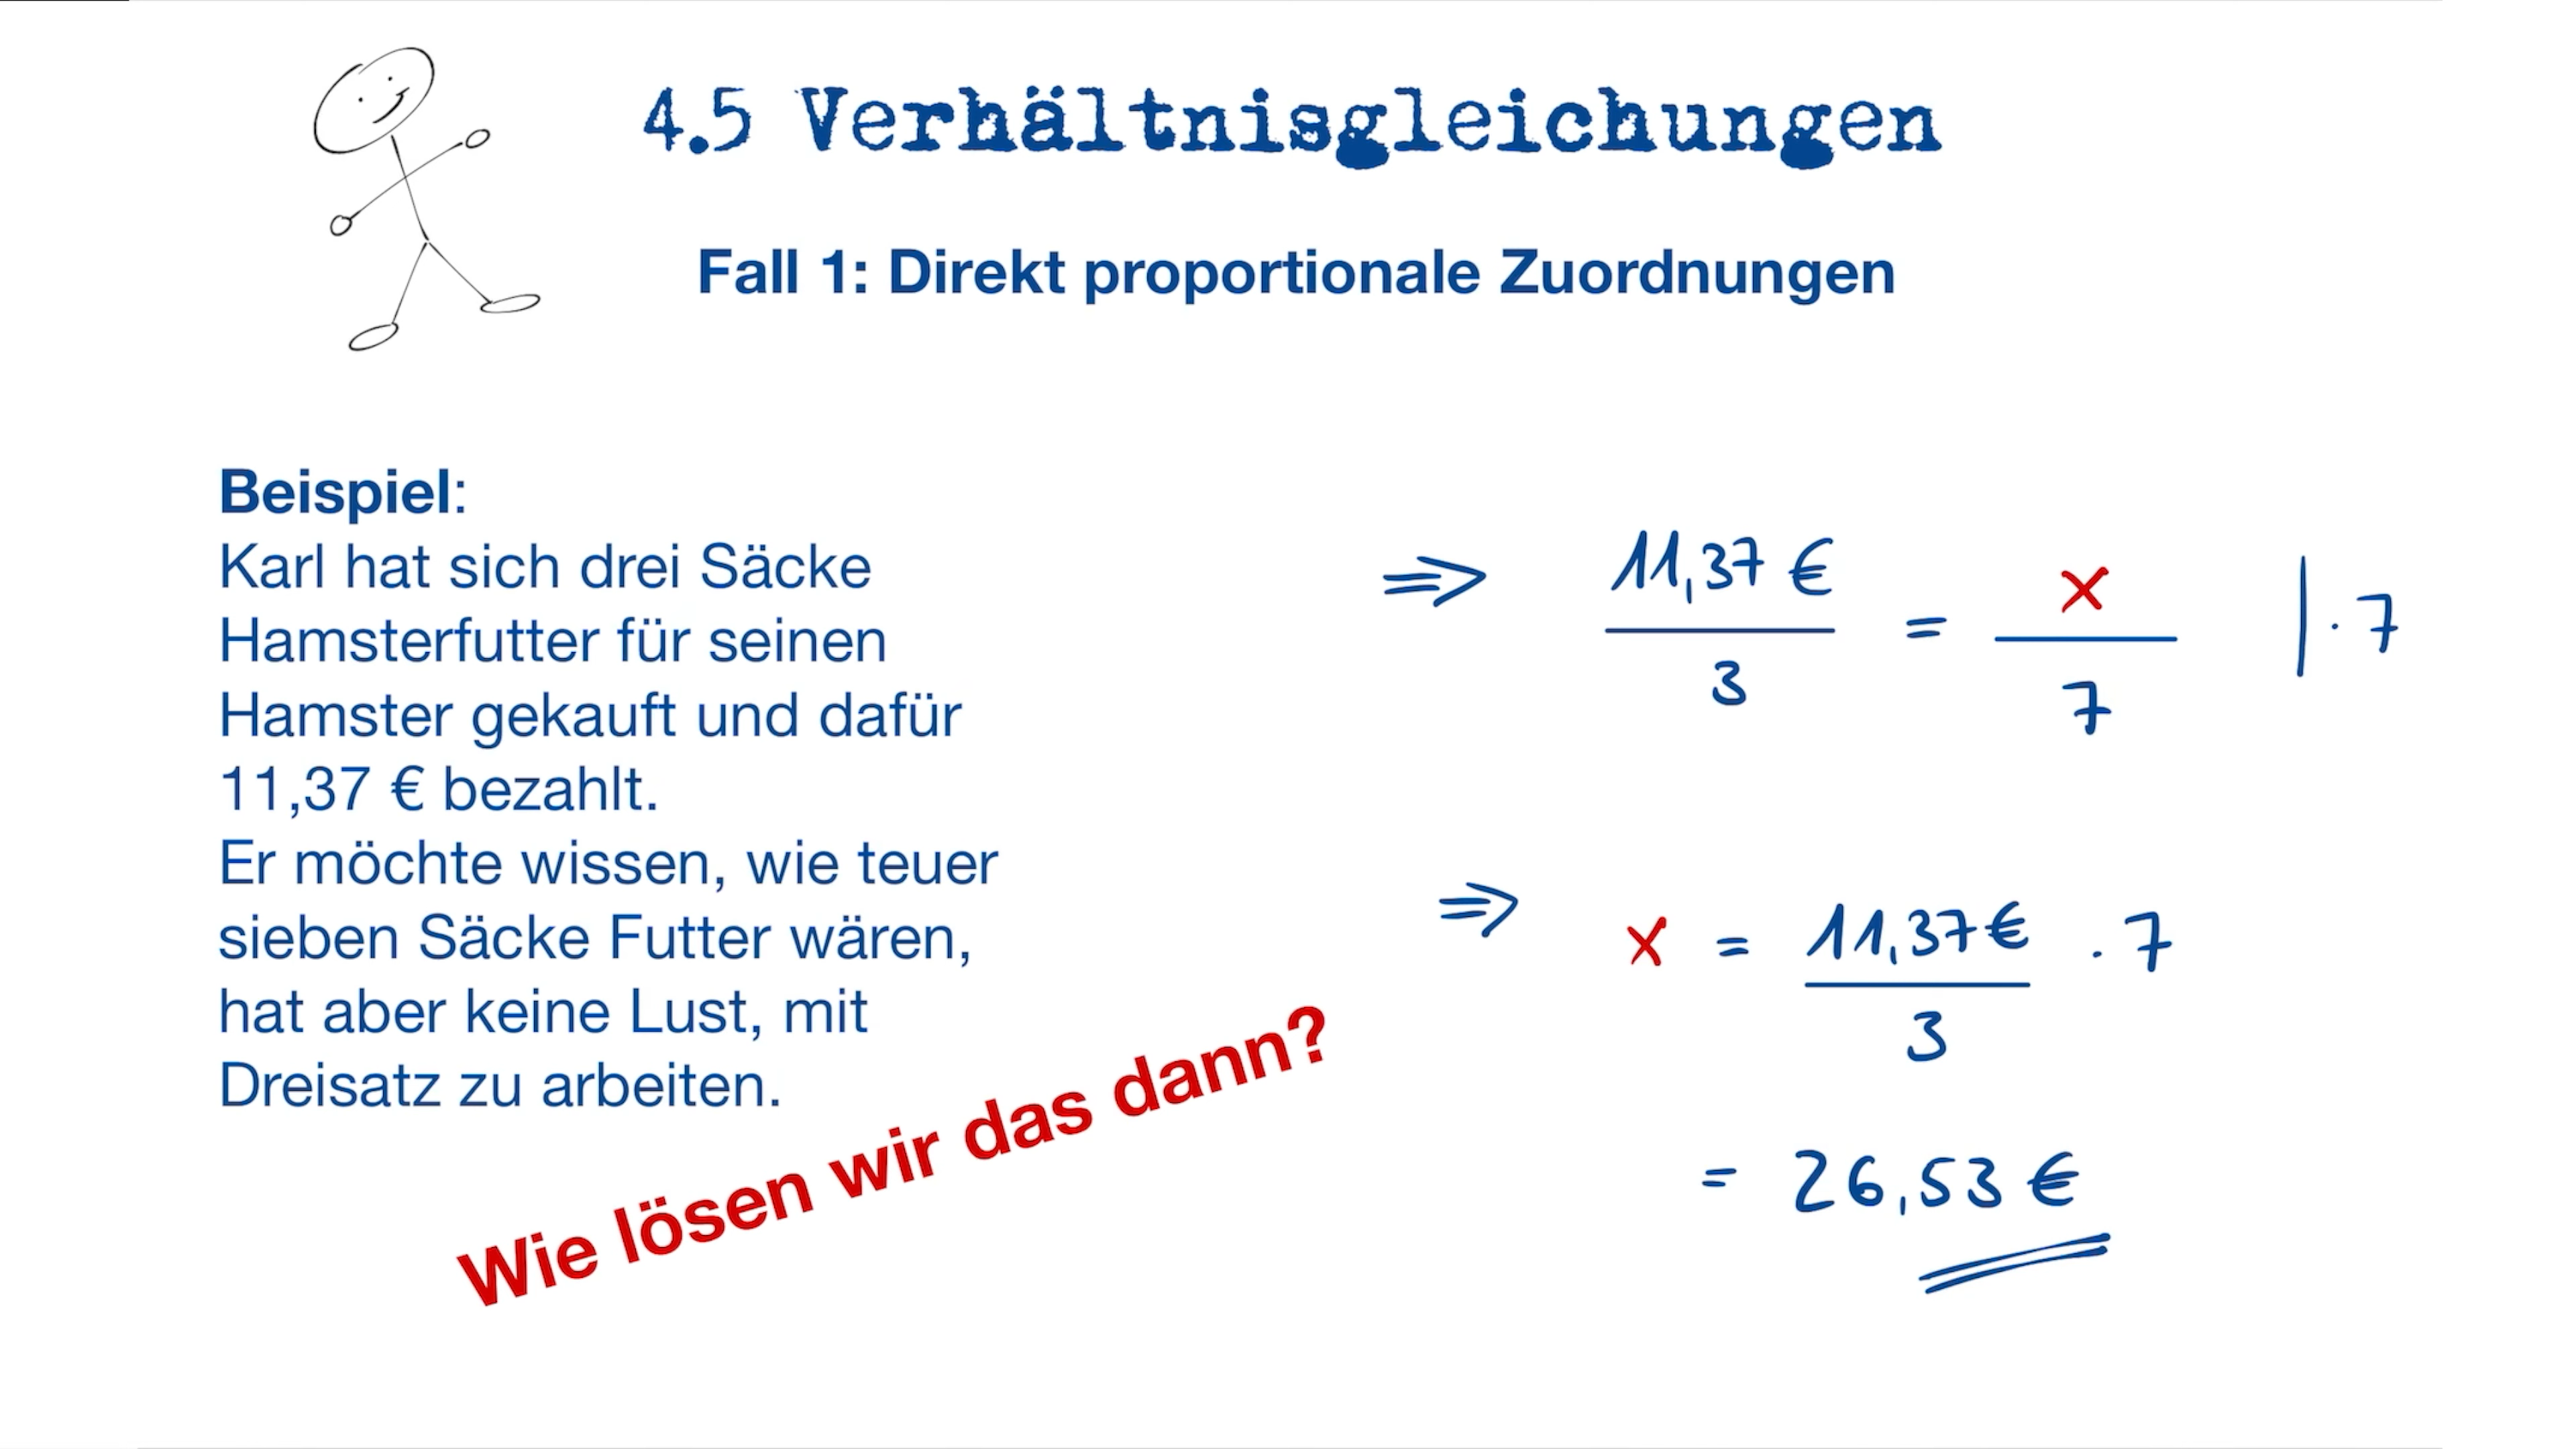 4.5 Verhältnisgleichungen
Fall 1: Direkt proportionale Zuordnungen
Beispiel:
Karl hat sich drei Säcke
Hamsterfutter für seinen
Hamster gekauft und dafür
11,37 € bezahlt.
Er möchte wissen, wie teuer
sieben Säcke Futter wären,
hat aber keine Lust, mit
Dreisatz zu arbeiten.
Wie lösen wir das dann?
⇒ 11,37 € / 3 = x / 7 | · 7
⇒ x = 11,37 € / 3 · 7
= 26,53 €